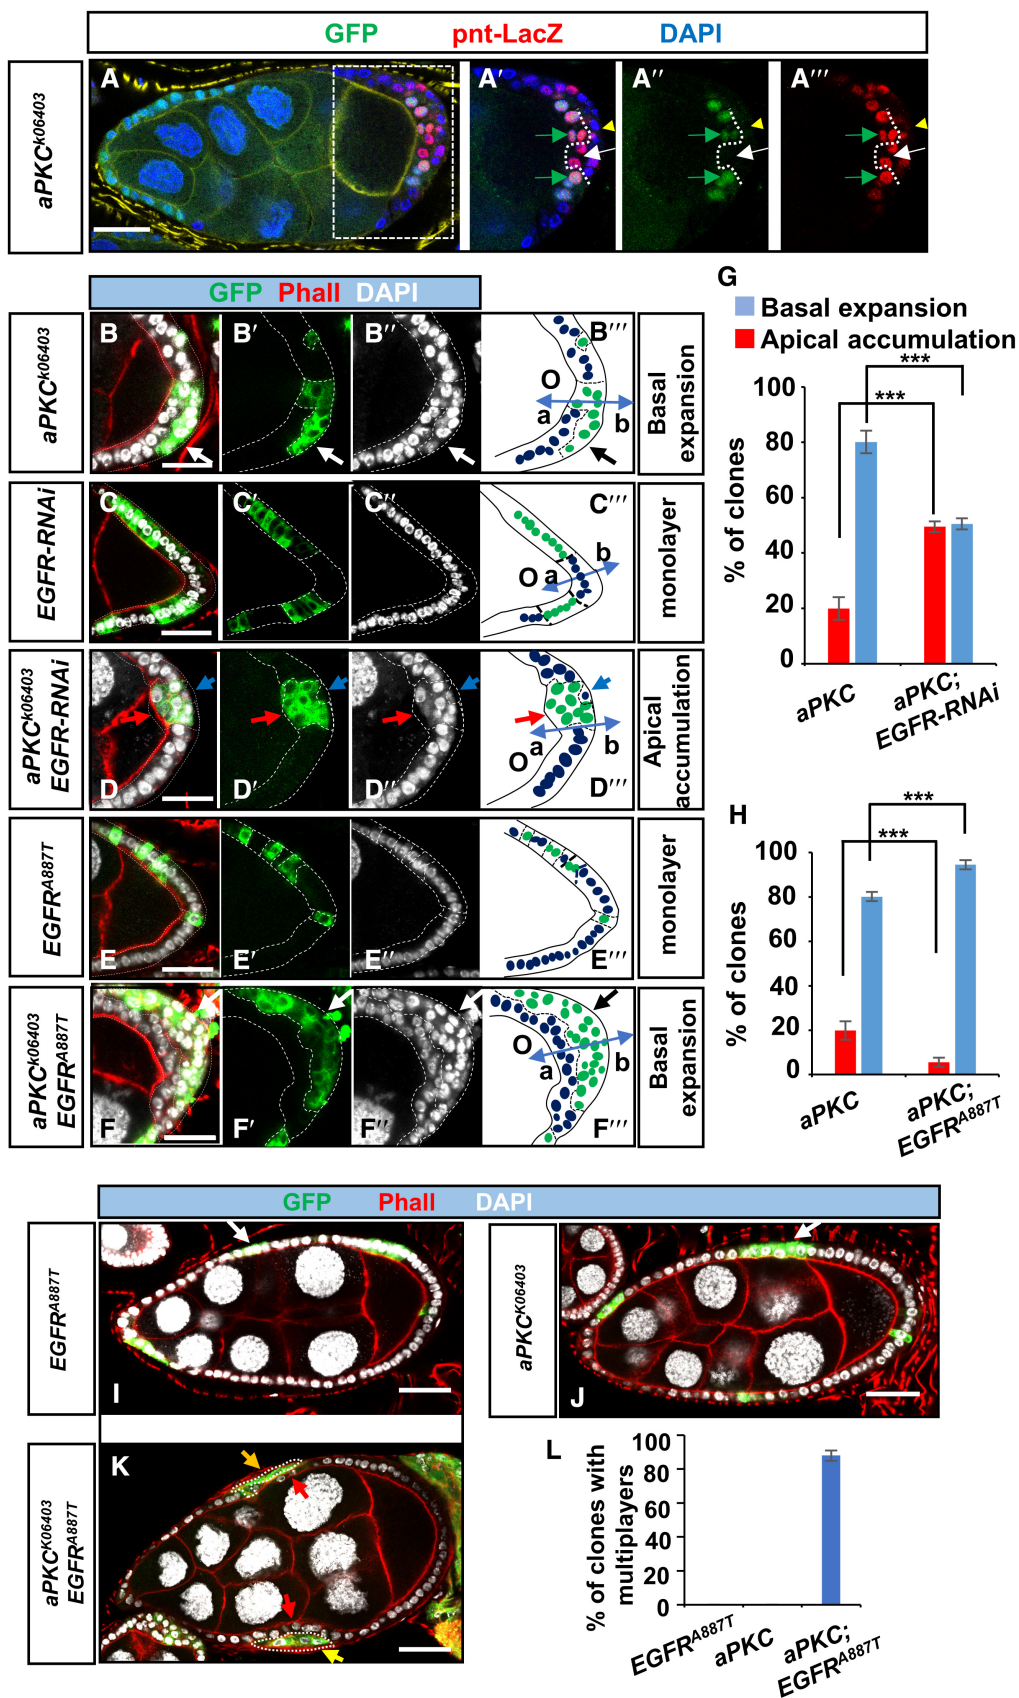 GFP pnt-LacZ DAPI
aPKCk06403
A A′ A′′ A′′′
GFP Phall DAPI
aPKCk06403
B B′ B′′ B′′′
O
a
b
Basal expansion
EGFR-RNAi
C C′ C′′ C′′′
b
O a
monolayer
aPKCk06403
EGFR-RNAi
D D′ D′′ D′′′
a b
O
Apical accumulation
EGFRA887T
E E′ E′′ E′′′
monolayer
aPKCk06403
EGFRA887T
F F′ F′′ F′′′
O
a b
Basal expansion
G
Basal expansion
Apical accumulation
***
***
% of clones
100
80
60
40
20
0
aPKC
aPKC;
EGFR-RNAi
H
***
***
% of clones
100
80
60
40
20
0
aPKC
aPKC;
EGFRA887T
GFP Phall DAPI
EGFRA887T
I
aPKCK06403
J
aPKCK06403
EGFRA887T
K
L
% of clones with
multiplayers
100
80
60
40
20
0
EGFRA887T
aPKC
aPKC;
EGFRA887T